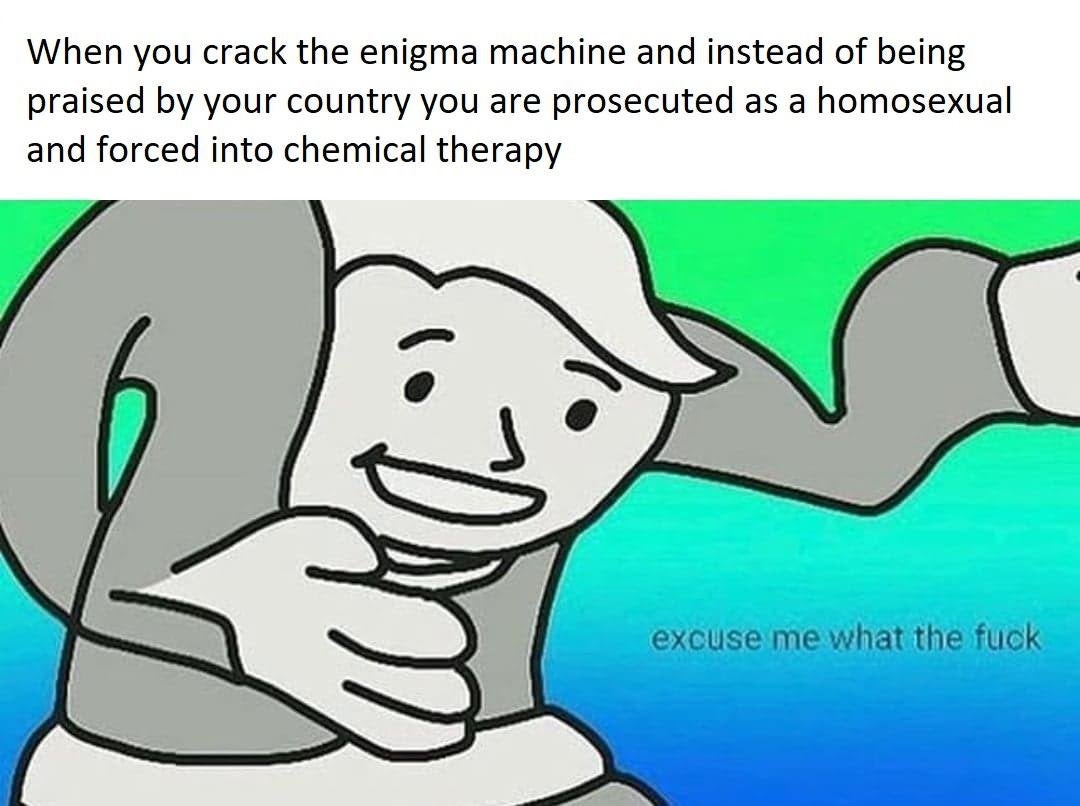 When you crack the enigma machine and instead of being
praised by your country you are prosecuted as a homosexual
and forced into chemical therapy
excuse me what the fuck